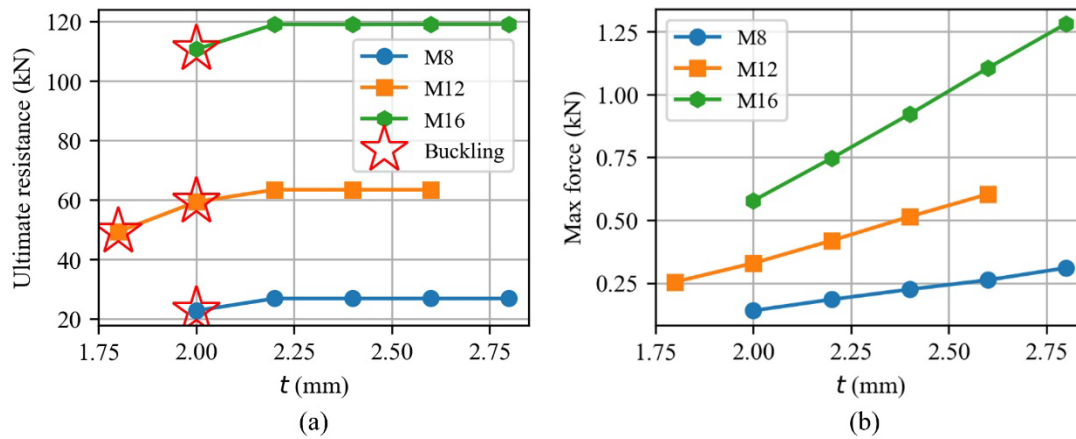 Ultimate resistance (kN)
120
100
80
60
40
20
M8
M12
M16
Buckling
1.75
2.00
2.25
2.50
2.75
t (mm)
(a)
Max force (kN)
1.25
1.00
0.75
0.50
0.25
M8
M12
M16
1.75
2.00
2.25
2.50
2.75
t (mm)
(b)